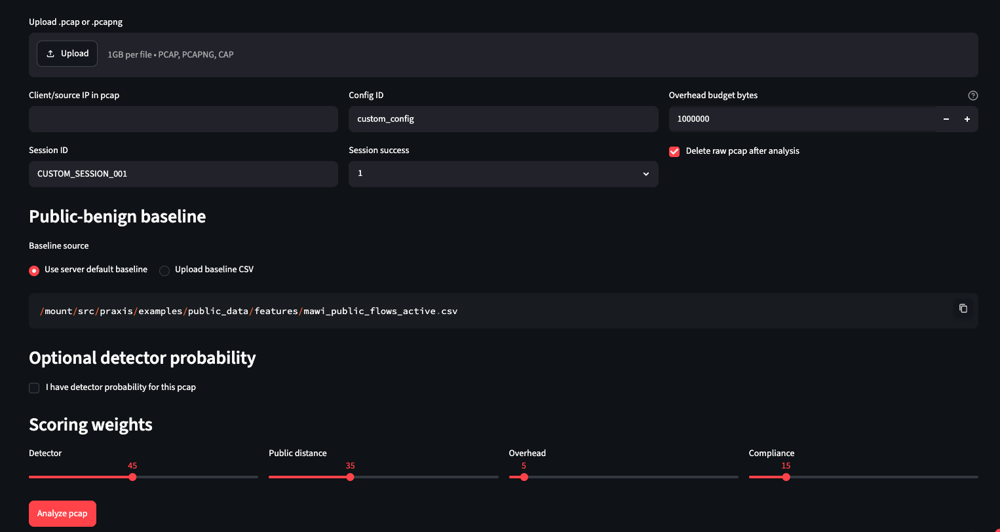 Upload .pcap or .pcapng
Upload 1GB per file • PCAP, PCAPNG, CAP
Client/source IP in pcap Config ID Overhead budget bytes
custom_config 1000000
Session ID Session success Delete raw pcap after analysis
CUSTOM_SESSION_001 1
Public-benign baseline
Baseline source
Use server default baseline Upload baseline CSV
/mount/src/praxis/examples/public_data/features/mawi_public_flows_active.csv
Optional detector probability
I have detector probability for this pcap
Scoring weights
Detector Public distance Overhead Compliance
45 35 5 15
Analyze pcap